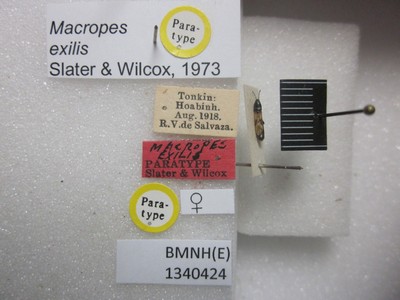 Macropes
exilis
Slater & Wilcox, 1973
Para-
type
Tonkin:
Hoabinh.
Aug. 1918.
R.V.de Salvaza.
MACROPES
EXILIS
PARATYPE
Slater & Wilcox
Para-
type
♀
BMNH(E)
1340424